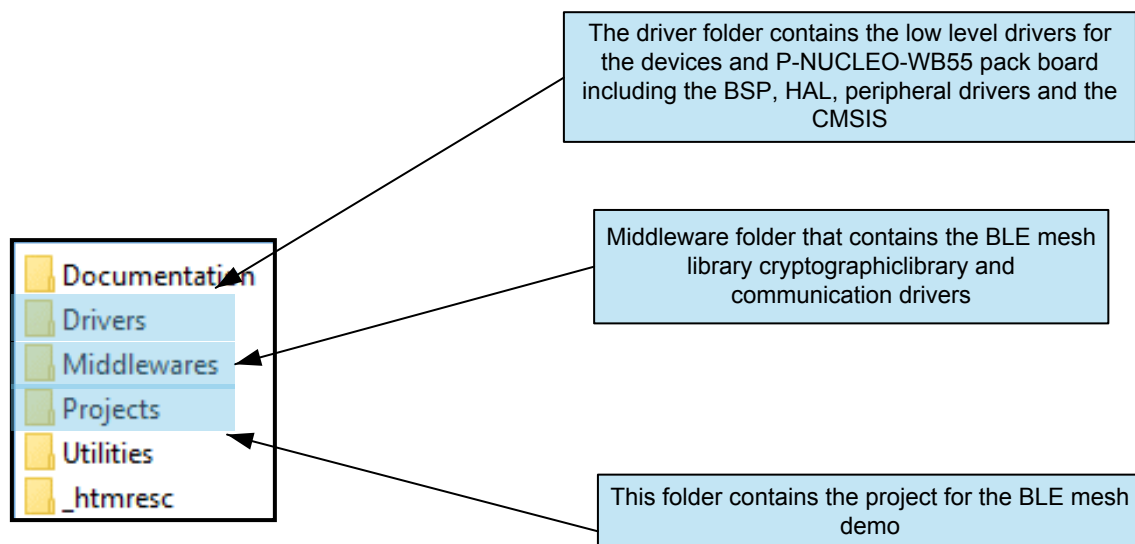 The driver folder contains the low level drivers for
the devices and P-NUCLEO-WB55 pack board
including the BSP, HAL, peripheral drivers and the
CMSIS
Middleware folder that contains the BLE mesh
library cryptographiclibrary and
communication drivers
Documentation
Drivers
Middlewares
Projects
Utilities
_htmresc
This folder contains the project for the BLE mesh
demo